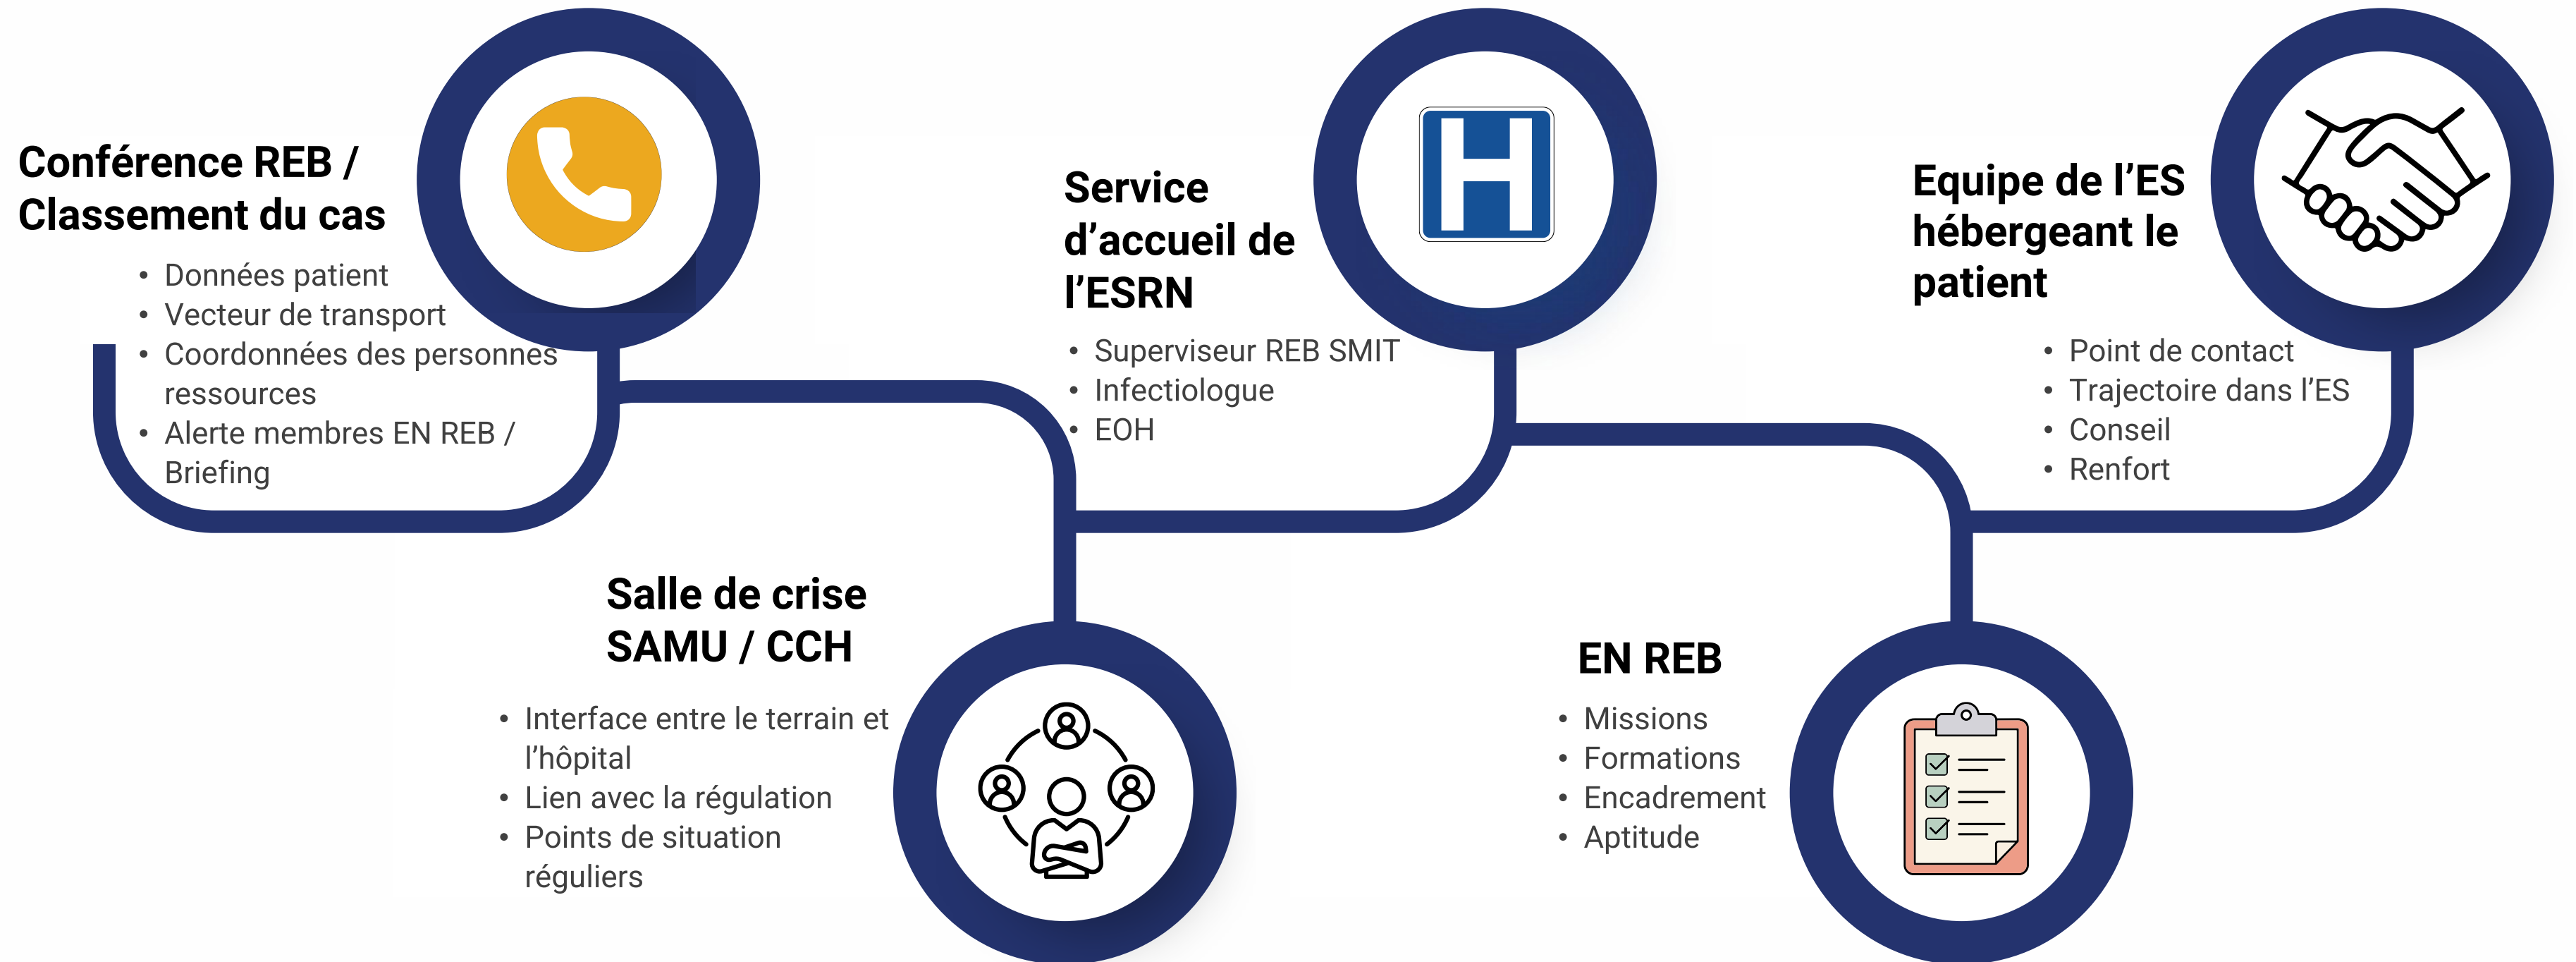 Conférence REB /
Classement du cas
• Données patient
• Vecteur de transport
• Coordonnées des personnes
ressources
• Alerte membres EN REB /
Briefing
Salle de crise
SAMU / CCH
• Interface entre le terrain et
l’hôpital
• Lien avec la régulation
• Points de situation
réguliers
Service
d’accueil de
l’ESRN
• Superviseur REB SMIT
• Infectiologue
• EOH
H
EN REB
• Missions
• Formations
• Encadrement
• Aptitude
Equipe de l’ES
hébergeant le
patient
• Point de contact
• Trajectoire dans l’ES
• Conseil
• Renfort